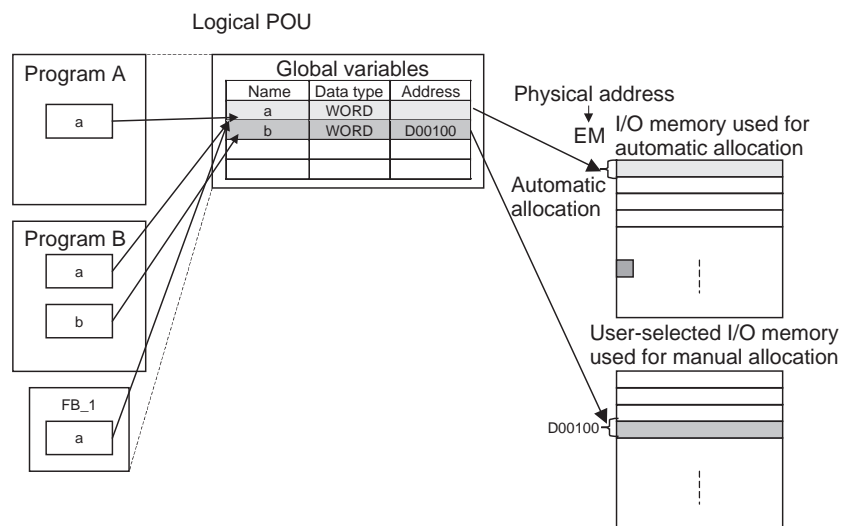 Logical POU
Program A
a
Program B
a
b
FB_1
a
Global variables
Name Data type Address
a WORD
b WORD D00100
Physical address
EM
I/O memory used for
automatic allocation
Automatic
allocation
User-selected I/O memory
used for manual allocation
D00100